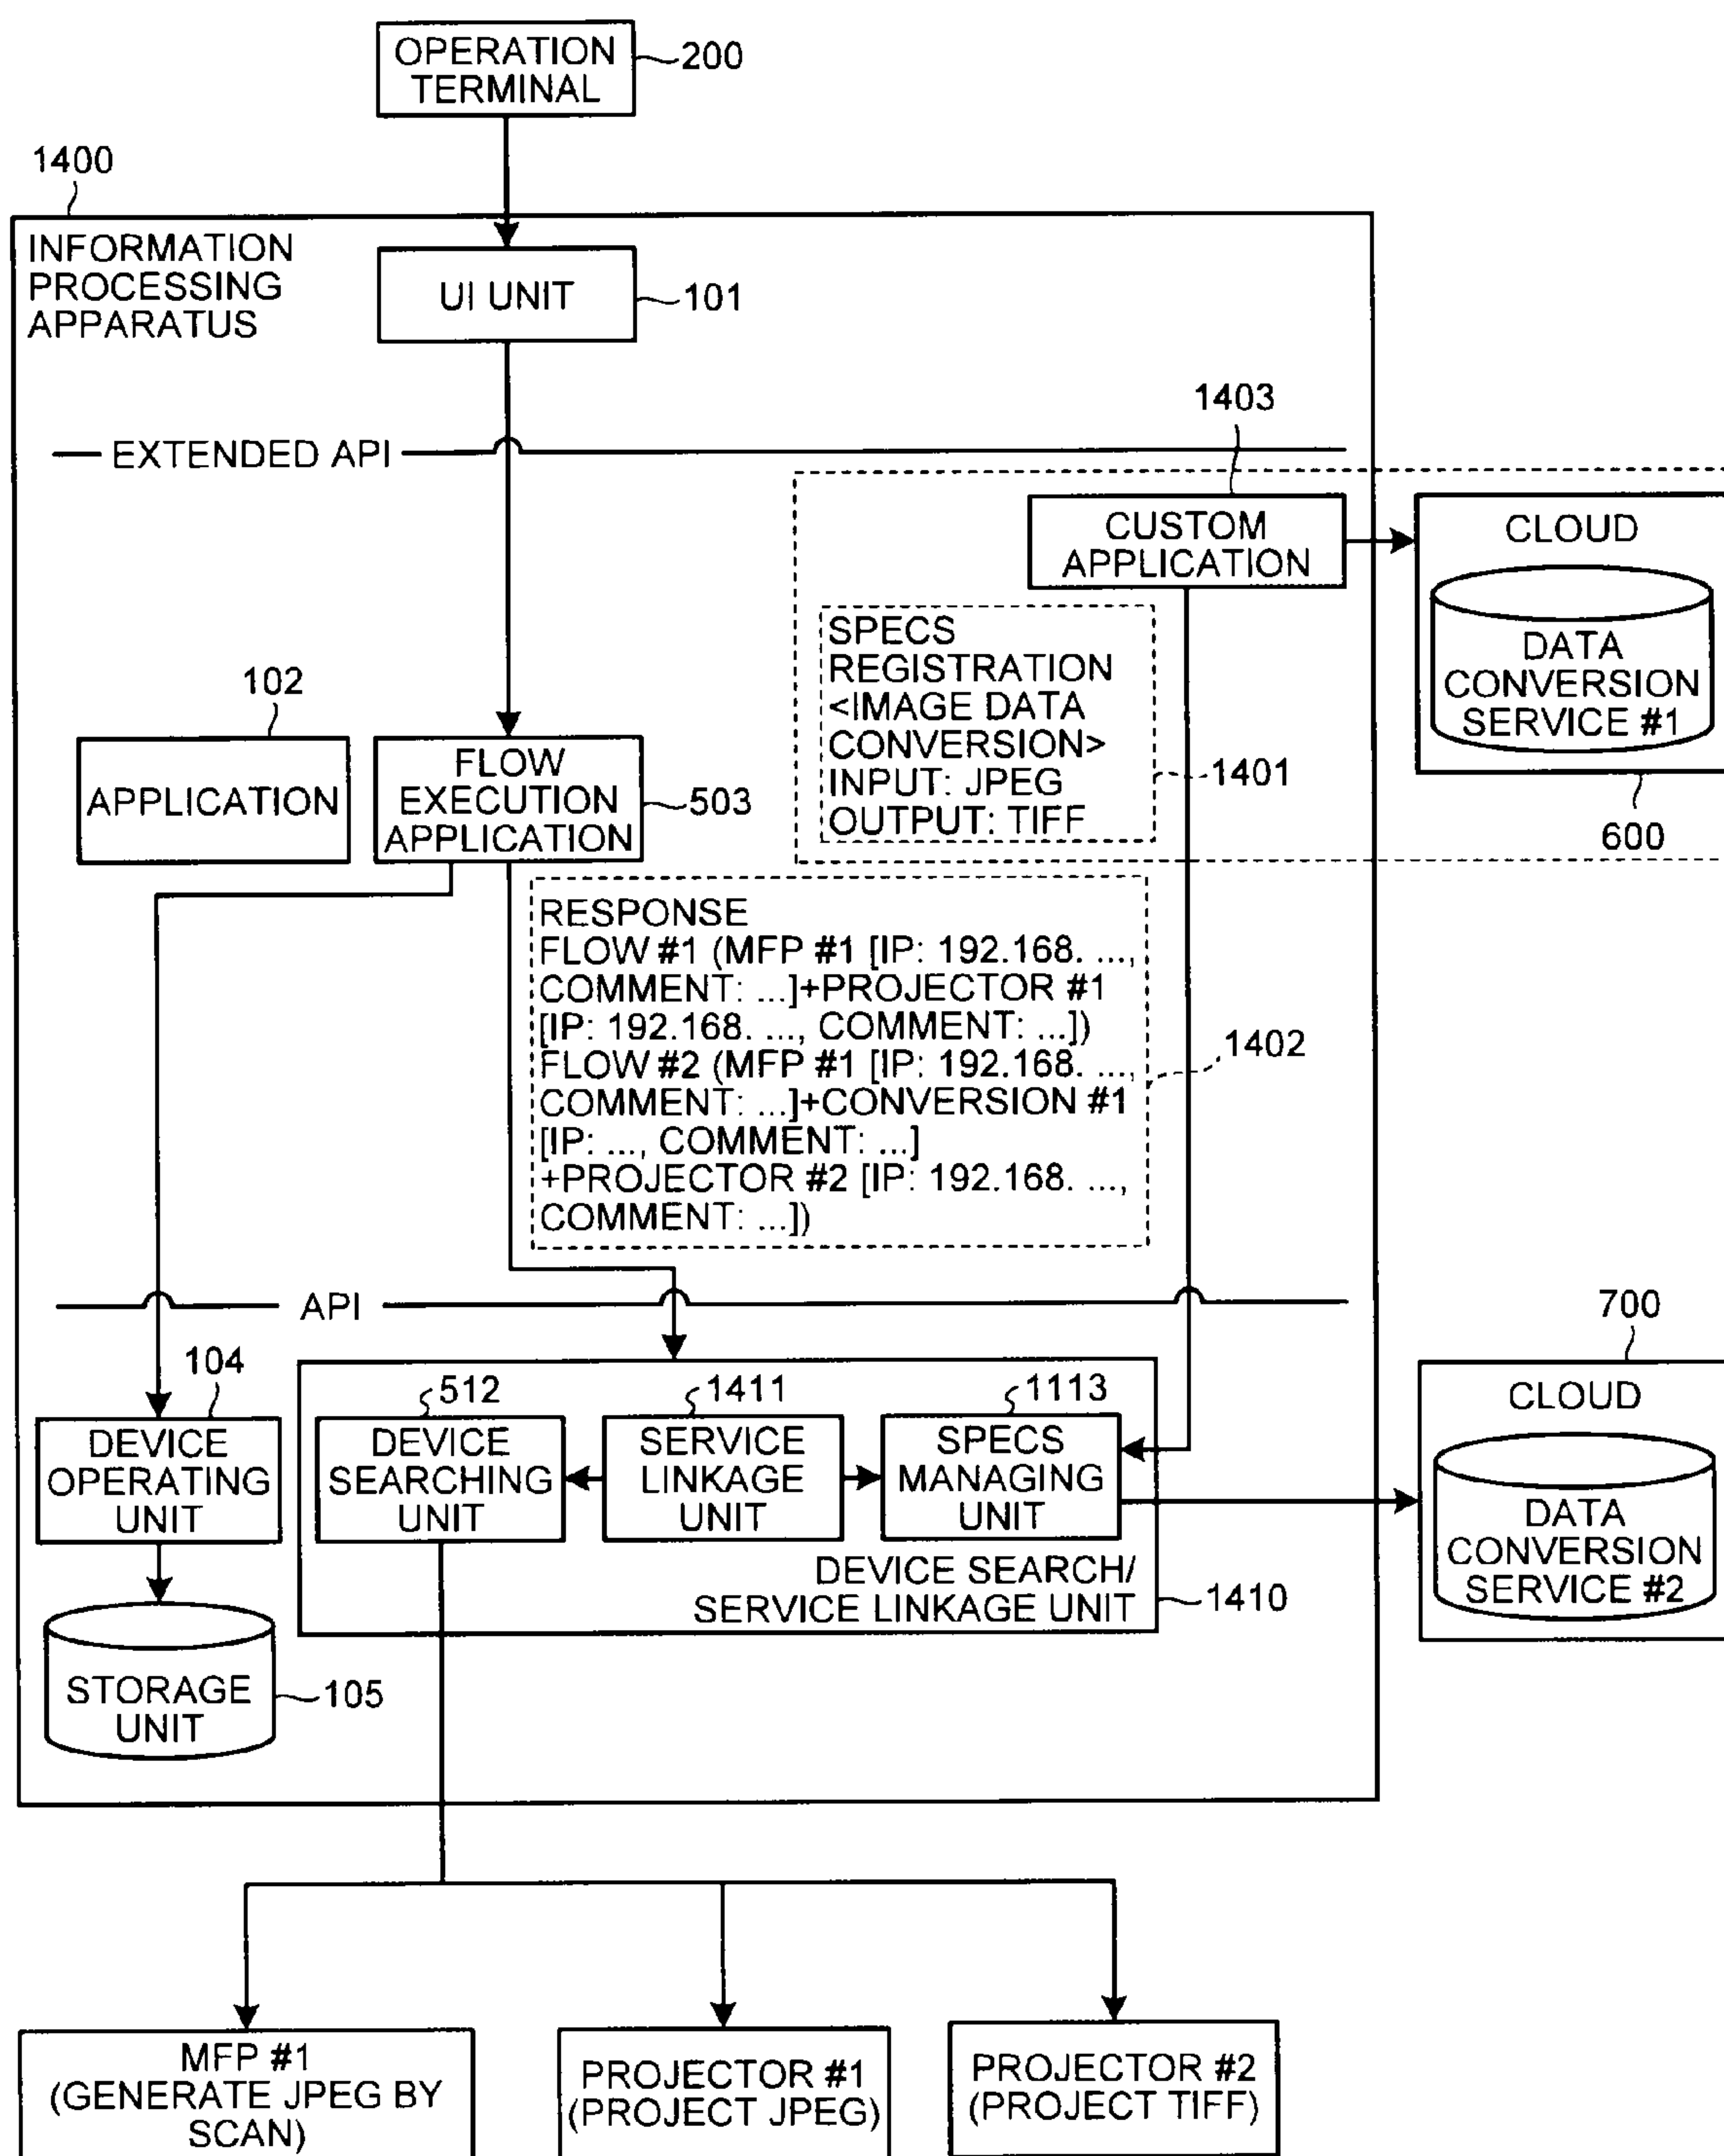 OPERATION
TERMINAL
200
1400
INFORMATION
PROCESSING
APPARATUS
UI UNIT
101
EXTENDED API
1403
CUSTOM
APPLICATION
CLOUD
DATA
CONVERSION
SERVICE #1
600
SPECS
REGISTRATION
<IMAGE DATA
CONVERSION>
INPUT: JPEG
OUTPUT: TIFF
1401
102
APPLICATION
FLOW
EXECUTION
APPLICATION
503
RESPONSE
FLOW #1 (MFP #1 [IP: 192.168. ...,
COMMENT: ...]+PROJECTOR #1
[IP: 192.168. ..., COMMENT: ...])
FLOW #2 (MFP #1 [IP: 192.168. ...,
COMMENT: ...]+CONVERSION #1
[IP: ..., COMMENT: ...]
+PROJECTOR #2 [IP: 192.168. ...,
COMMENT: ...])
1402
API
104
DEVICE
OPERATING
UNIT
STORAGE
UNIT
105
512
DEVICE
SEARCHING
UNIT
1411
SERVICE
LINKAGE
UNIT
1113
SPECS
MANAGING
UNIT
DEVICE SEARCH/
SERVICE LINKAGE UNIT
1410
700
CLOUD
DATA
CONVERSION
SERVICE #2
MFP #1
(GENERATE JPEG BY
SCAN)
PROJECTOR #1
(PROJECT JPEG)
PROJECTOR #2
(PROJECT TIFF)